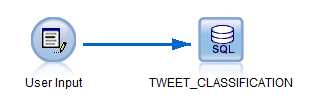 SQL
User Input
TWEET_CLASSIFICATION